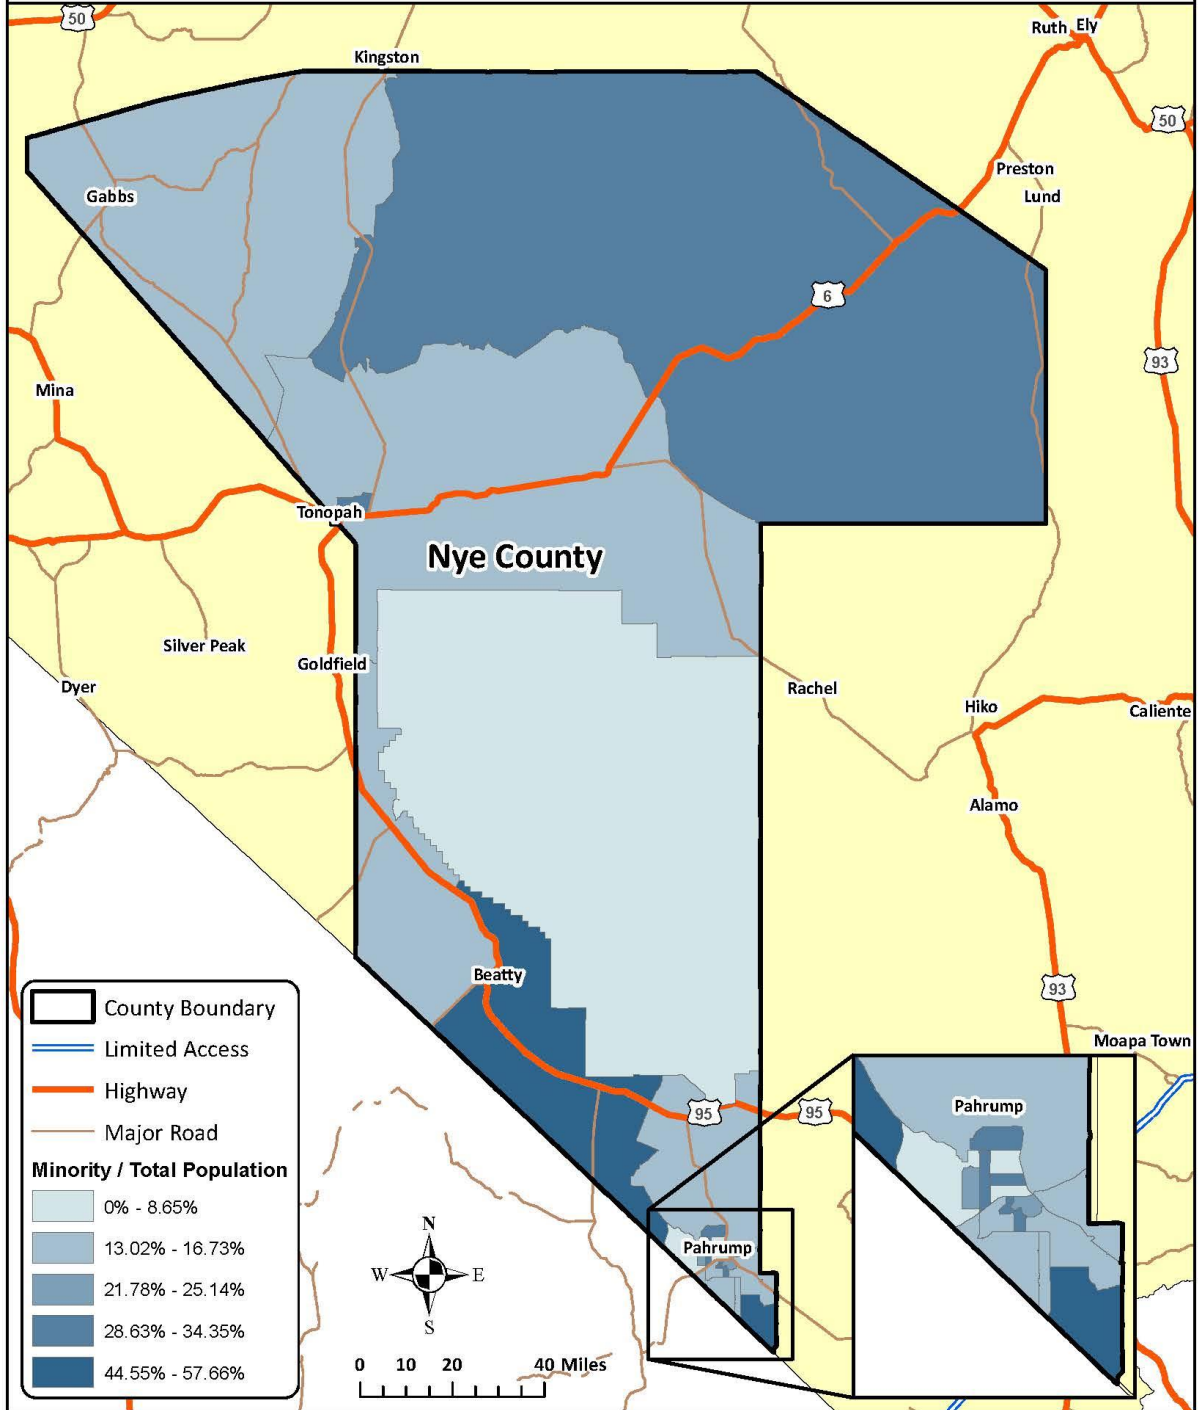 50
Kingston
Ruth Ely
50
Preston
Lund
Gabbs
6
93
Mina
Tonopah
Nye County
Silver Peak
Goldfield
Dyer
Rachel
Hiko
Caliente
Alamo
Beatty
93
Moapa Town
95
95
Pahrump
Pahrump
County Boundary
Limited Access
Highway
Major Road
Minority / Total Population
0% - 8.65%
13.02% - 16.73%
21.78% - 25.14%
28.63% - 34.35%
44.55% - 57.66%
N
W E
S
0 10 20 40 Miles